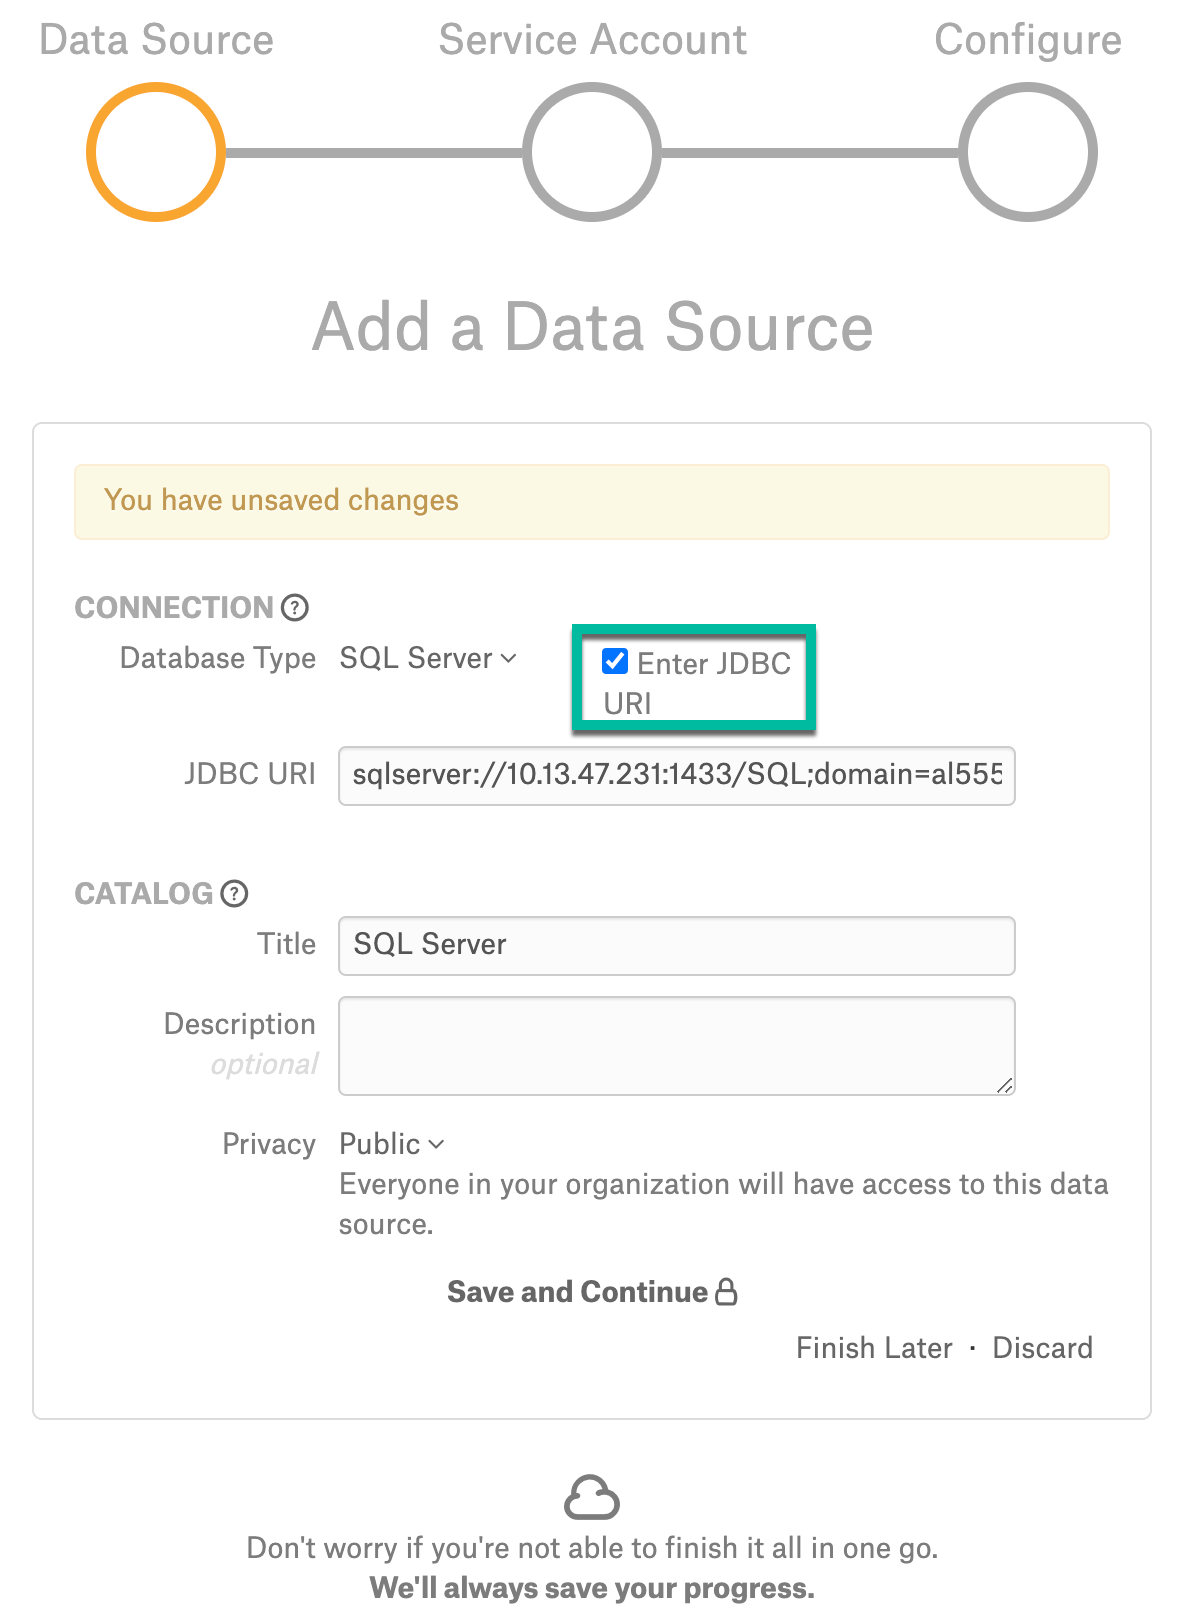 Data Source Service Account Configure
Add a Data Source
You have unsaved changes
CONNECTION ?
Database Type SQL Server Enter JDBC
URI
JDBC URI sqlserver://10.13.47.231:1433/SQL;domain=al555
CATALOG ?
Title SQL Server
Description
optional
Privacy Public
Everyone in your organization will have access to this data
source.
Save and Continue
Finish Later · Discard
Don't worry if you're not able to finish it all in one go.
We'll always save your progress.